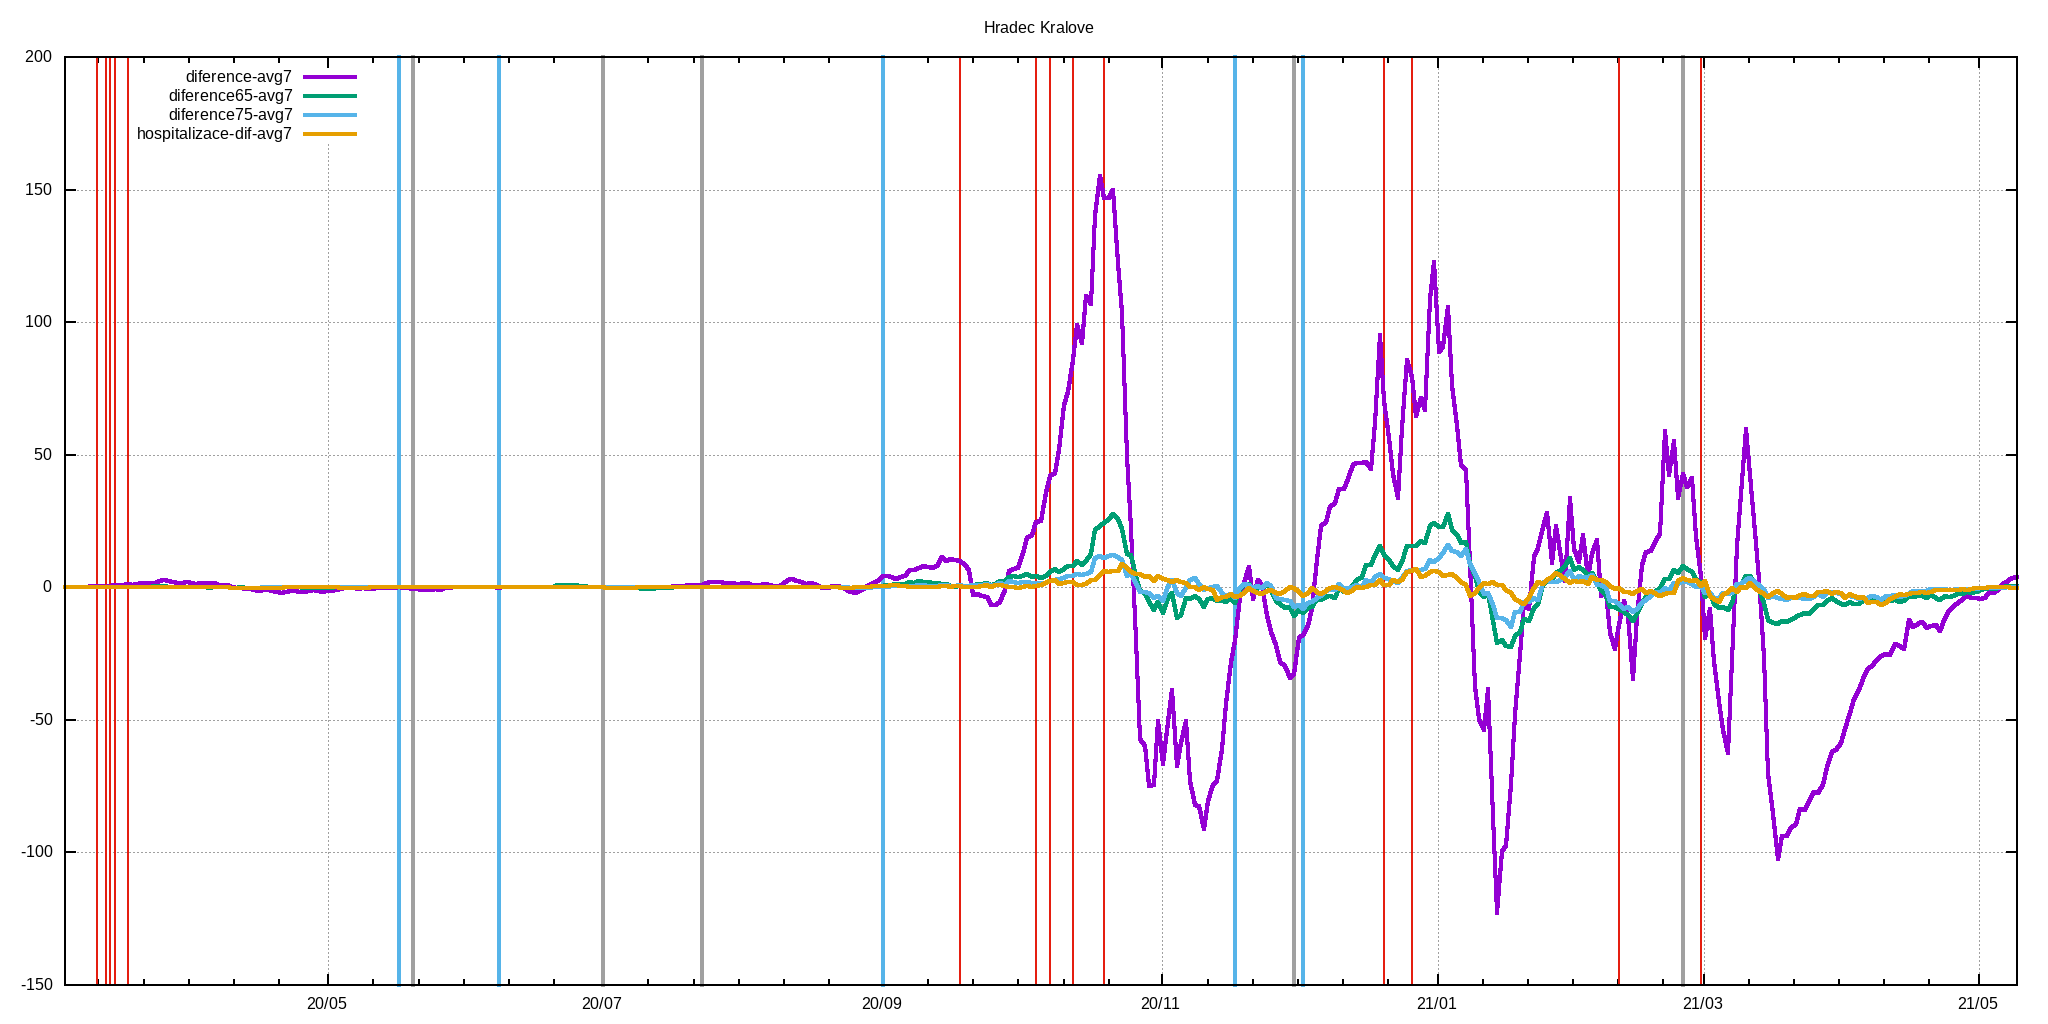 Hradec Kralove
200
150
100
50
0
-50
-100
-150
diference-avg7
diference65-avg7
diference75-avg7
hospitalizace-dif-avg7
20/05 20/07 20/09 20/11 21/01 21/03 21/05